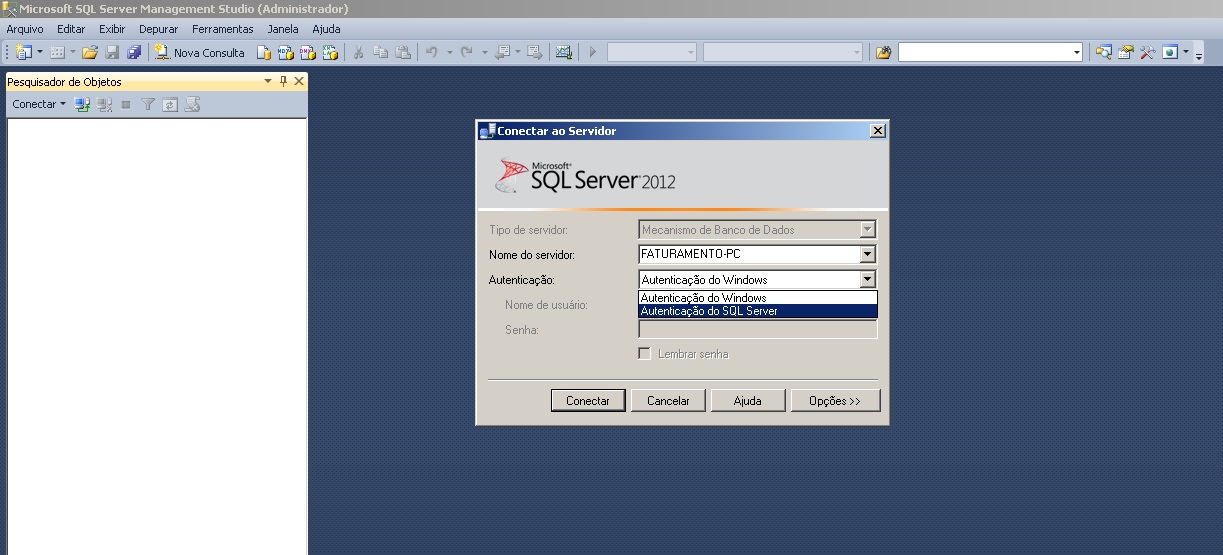 Microsoft SQL Server Management Studio (Administrador)
Arquivo Editar Exibir Depurar Ferramentas Janela Ajuda
Nova Consulta
Pesquisador de Objetos
Conectar
Conectar ao Servidor
Microsoft®
SQL Server® 2012
Tipo de servidor: Mecanismo de Banco de Dados
Nome do servidor: FATURAMENTO-PC
Autenticação: Autenticação do Windows
Autenticação do Windows
Nome de usuário: Autenticação do SQL Server
Senha:
Lembrar senha
Conectar Cancelar Ajuda Opções >>